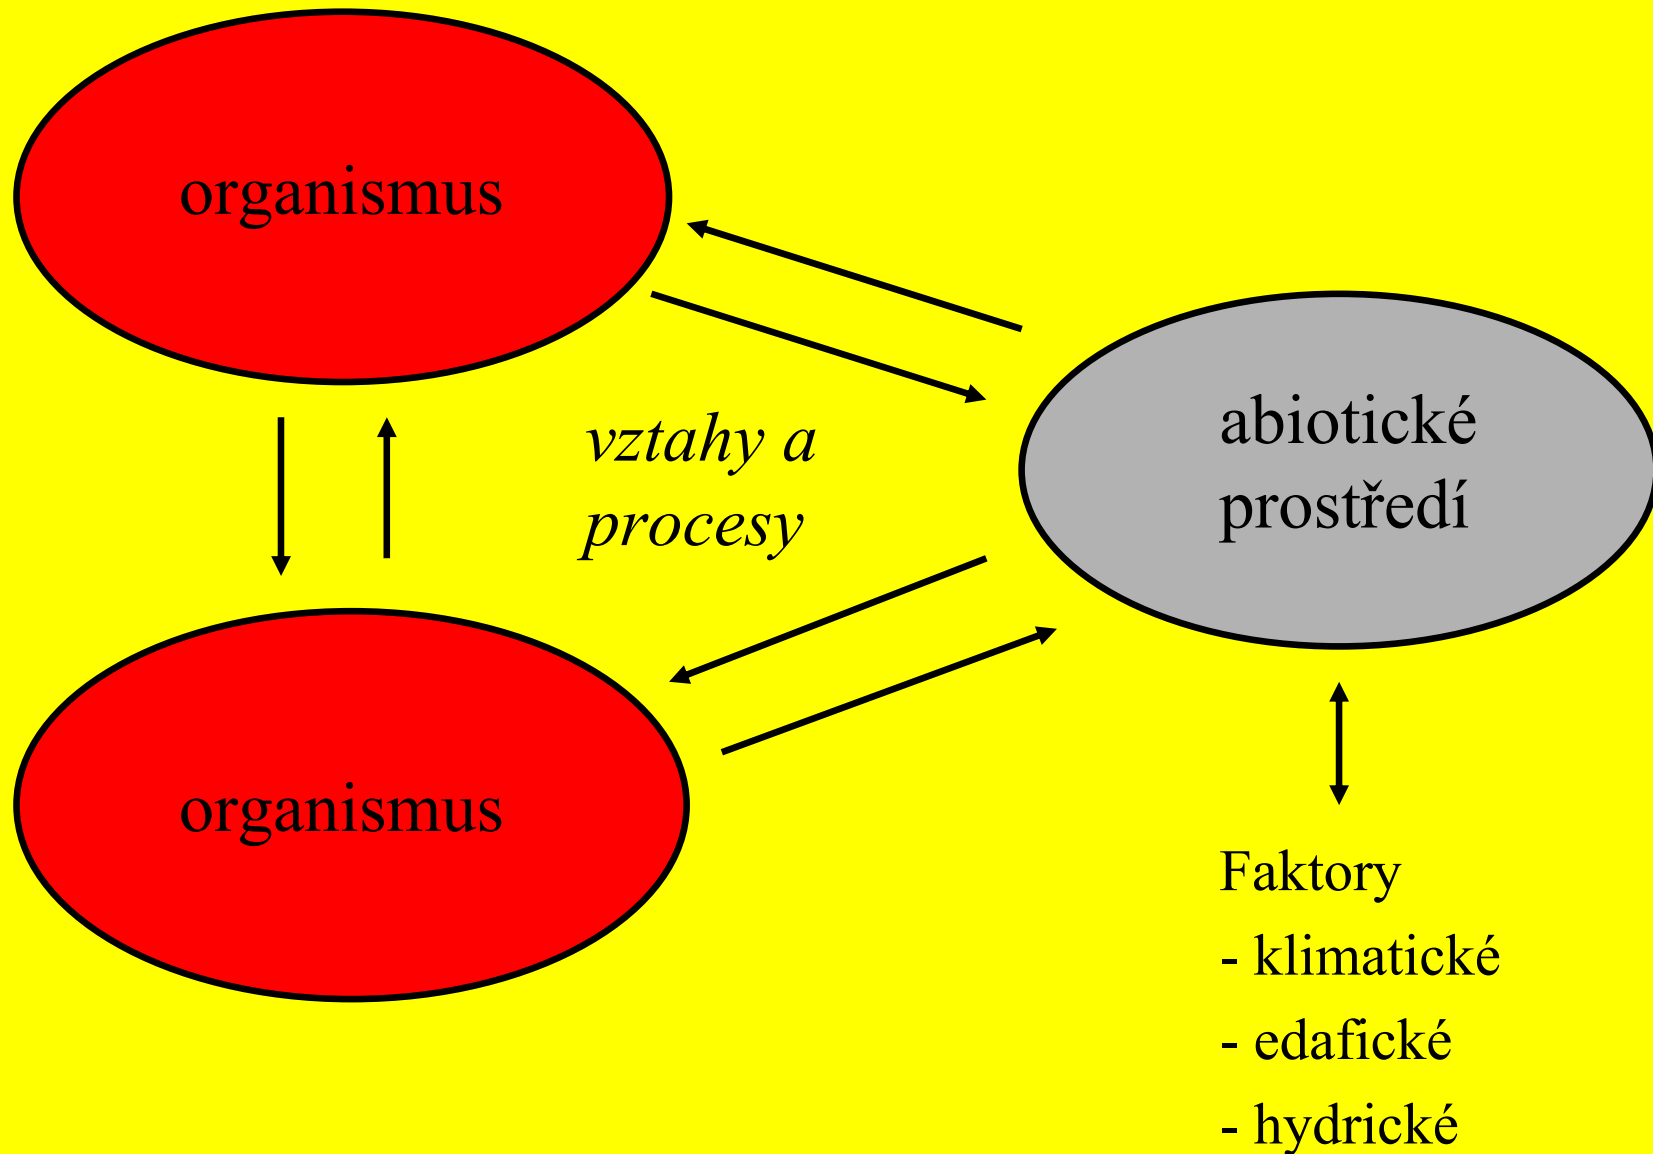 organismus
vztahy a
procesy
abiotické
prostředí
organismus
Faktory
- klimatické
- edafické
- hydrické